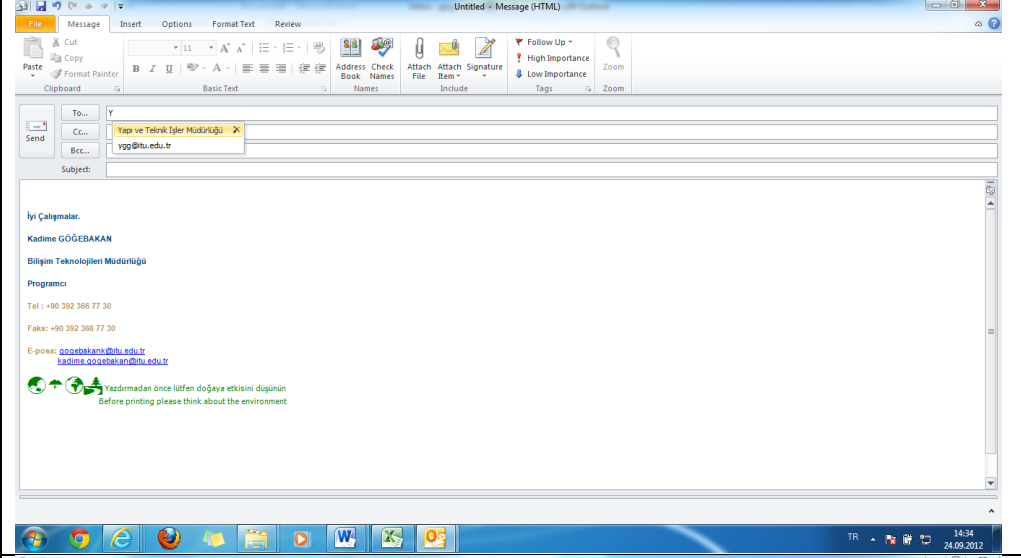 Untitled - Message (HTML)
File Message Insert Options Format Text Review
Cut
Copy
Format Painter
Paste
Clipboard
11
B I U
Basic Text
Address Book
Check Names
Names
Attach File
Attach Item
Signature
Include
Follow Up
High Importance
Low Importance
Tags
Zoom
Zoom
Send
To... Y
Cc...
Bcc...
Subject:
Yapı ve Teknik İşler Müdürlüğü
ygg@itu.edu.tr
İyi Çalışmalar.
Kadime GÖĞEBAKAN
Bilişim Teknolojileri Müdürlüğü
Programcı
Tel : +90 392 366 77 30
Faks: +90 392 366 77 30
E-posa: gogebakank@itu.edu.tr
kadime.gogebakan@itu.edu.tr
Yazdırmadan önce lütfen doğaya etkisini düşünün
Before printing please think about the environment
TR
14:34
24.09.2012